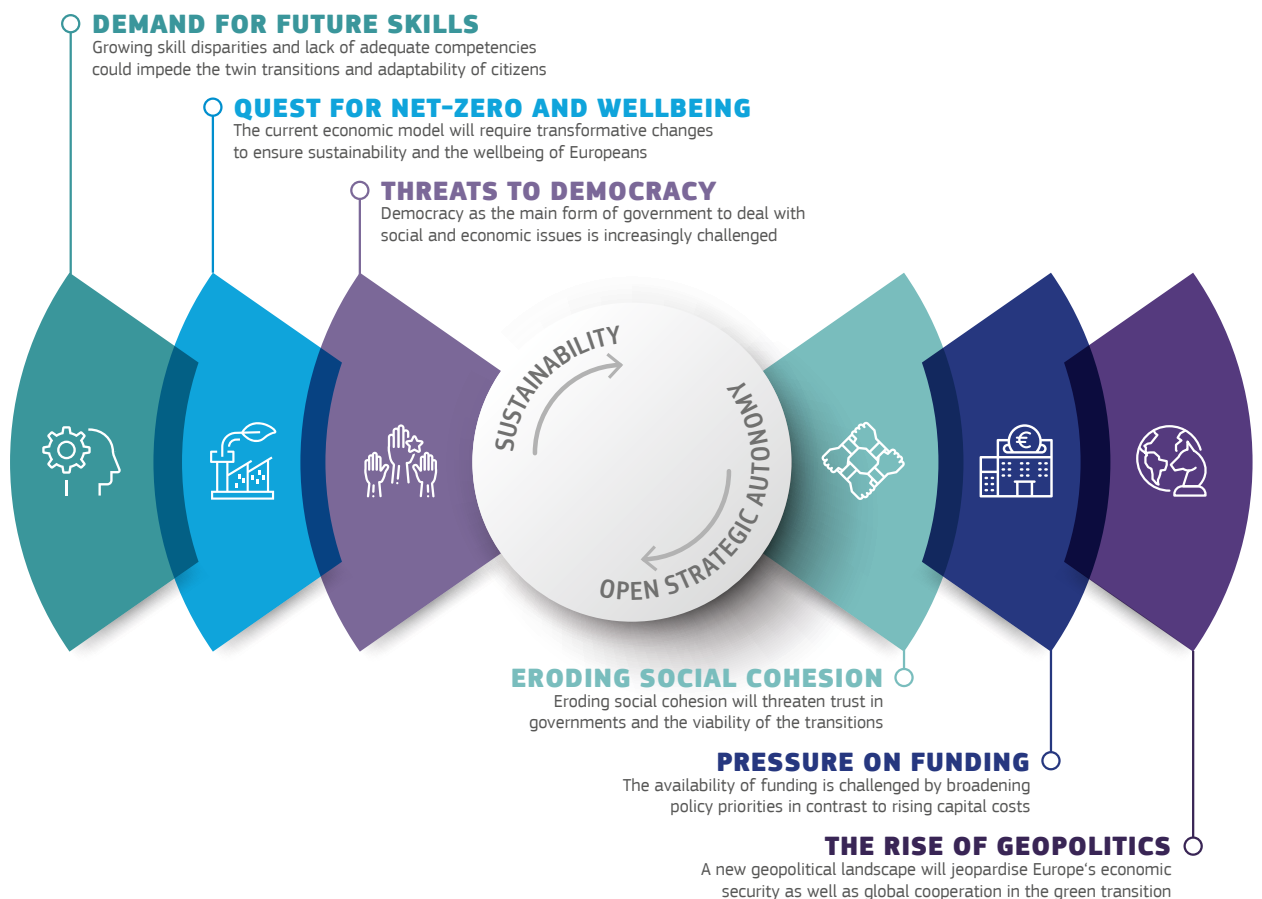 DEMAND FOR FUTURE SKILLS
Growing skill disparities and lack of adequate competencies
could impede the twin transitions and adaptability of citizens
QUEST FOR NET-ZERO AND WELLBEING
The current economic model will require transformative changes
to ensure sustainability and the wellbeing of Europeans
THREATS TO DEMOCRACY
Democracy as the main form of government to deal with
social and economic issues is increasingly challenged
SUSTAINABILITY
OPEN STRATEGIC AUTONOMY
€
ERODING SOCIAL COHESION
Eroding social cohesion will threaten trust in
governments and the viability of the transitions
PRESSURE ON FUNDING
The availability of funding is challenged by broadening
policy priorities in contrast to rising capital costs
THE RISE OF GEOPOLITICS
A new geopolitical landscape will jeopardise Europe‘s economic
security as well as global cooperation in the green transition